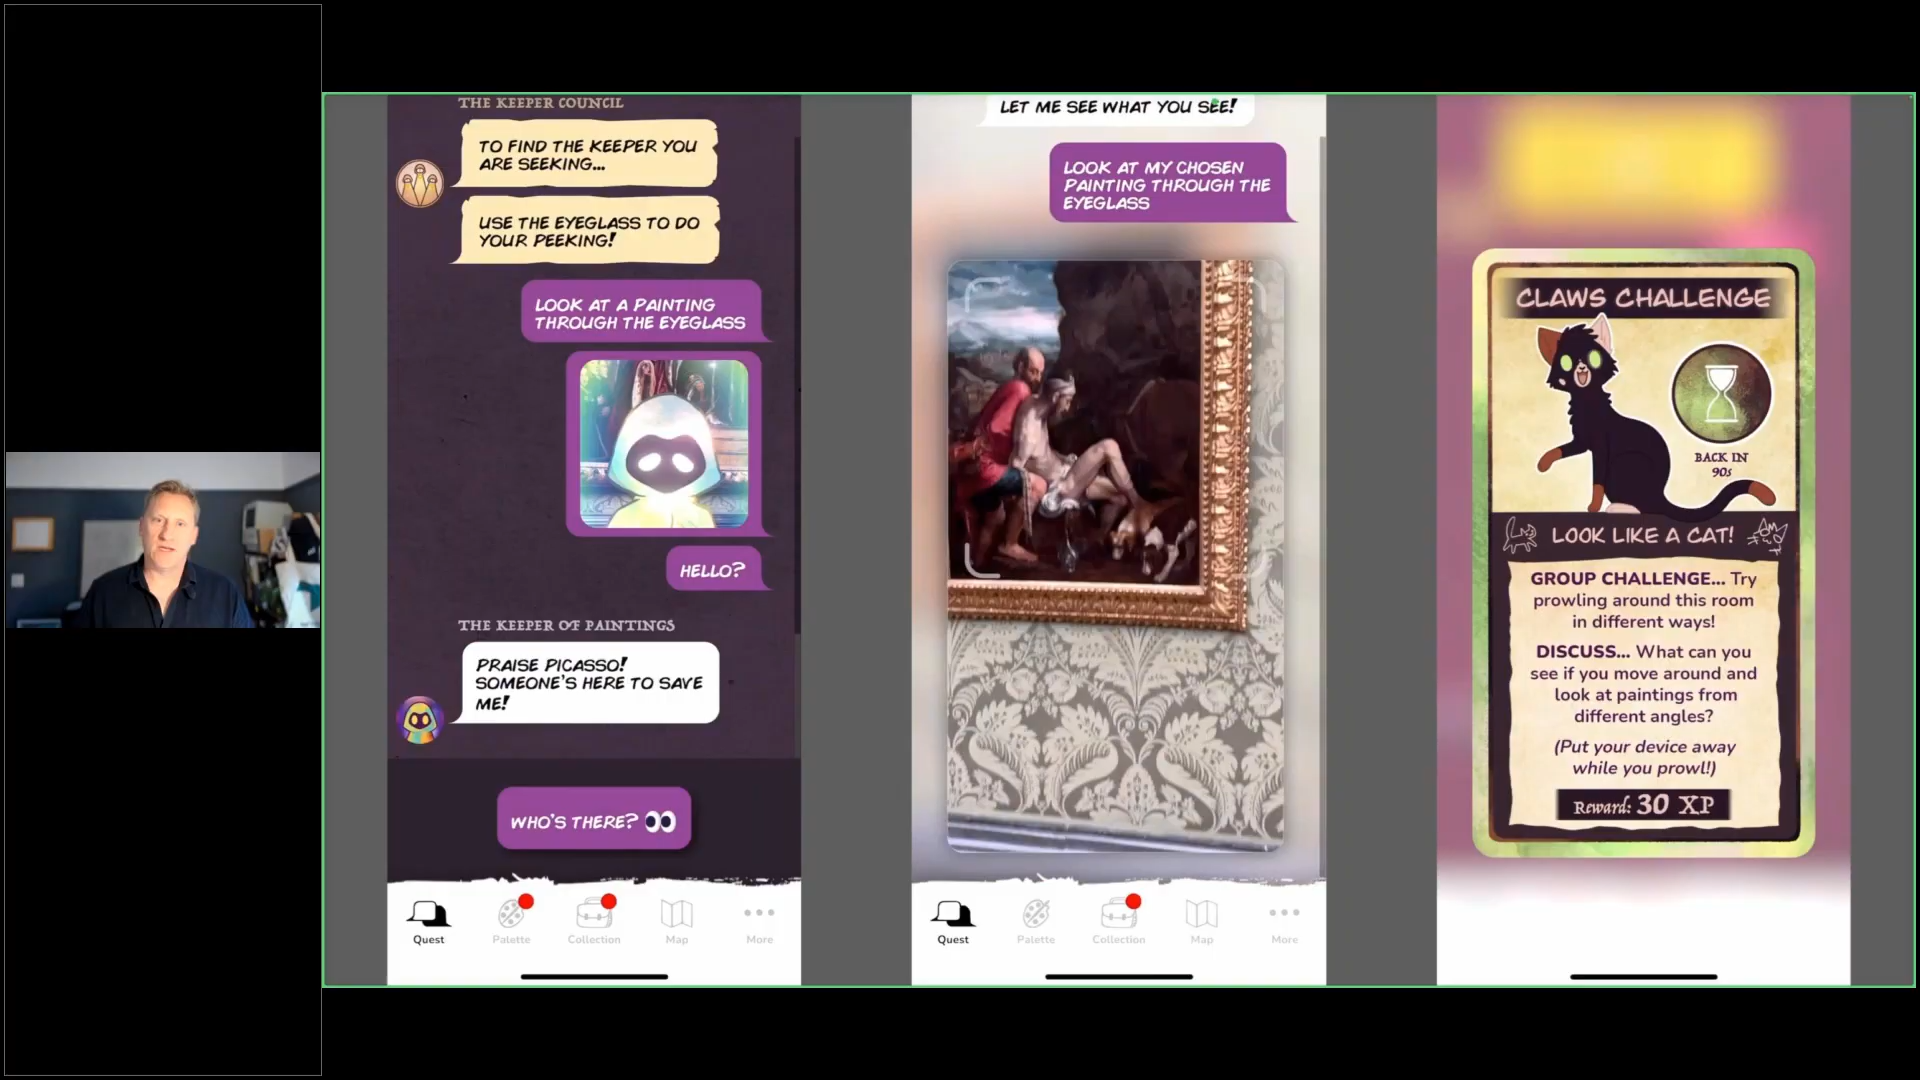 THE KEEPER COUNCIL
TO FIND THE KEEPER YOU
ARE SEEKING...
USE THE EYEGLASS TO DO
YOUR PEEKING!
LOOK AT A PAINTING
THROUGH THE EYEGLASS
HELLO?
THE KEEPER OF PAINTINGS
PRAISE PICASSO!
SOMEONE'S HERE TO SAVE
ME!
WHO'S THERE?
Quest
Palette
Collection
Map
More
LET ME SEE WHAT YOU SEE!
LOOK AT MY CHOSEN
PAINTING THROUGH THE
EYEGLASS
Quest
Palette
Collection
Map
More
CLAWS CHALLENGE
BACK IN
90s
LOOK LIKE A CAT!
GROUP CHALLENGE... Try
prowling around this room
in different ways!
DISCUSS... What can you
see if you move around and
look at paintings from
different angles?
(Put your device away
while you prowl!)
Reward: 30 XP